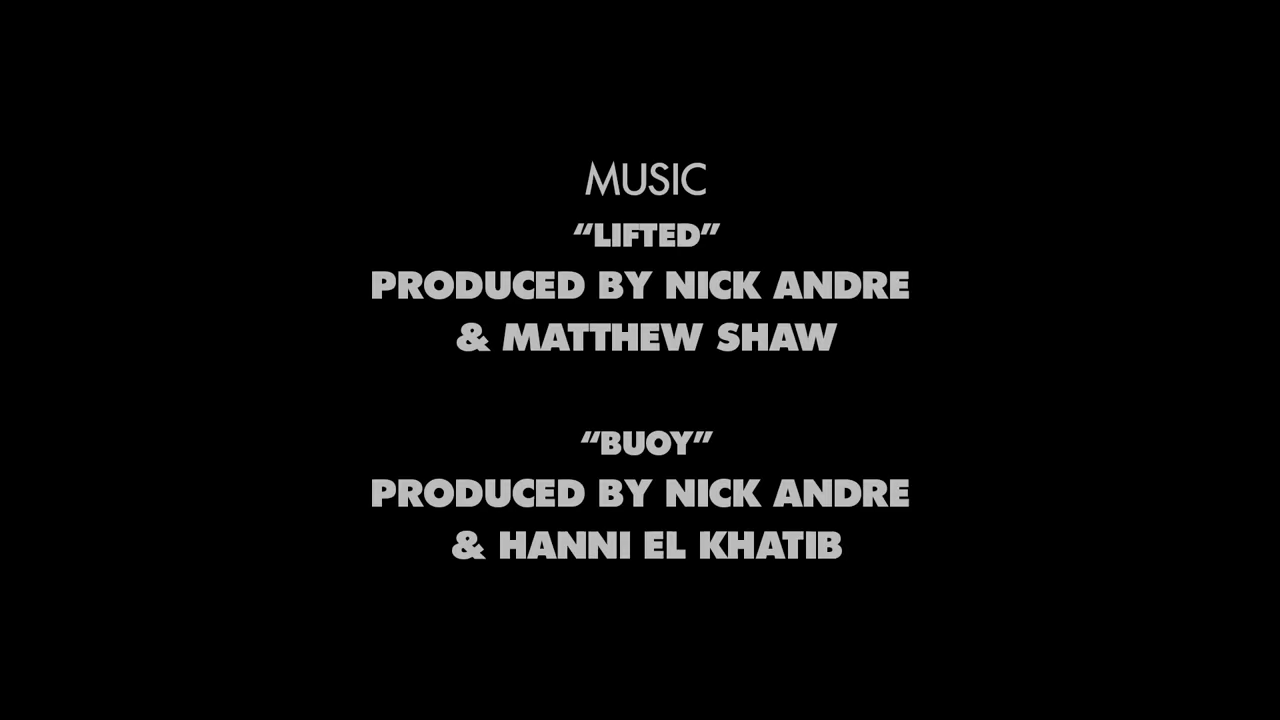 MUSIC
“LIFTED”
PRODUCED BY NICK ANDRE
& MATTHEW SHAW
“BUOY”
PRODUCED BY NICK ANDRE
& HANNI EL KHATIB